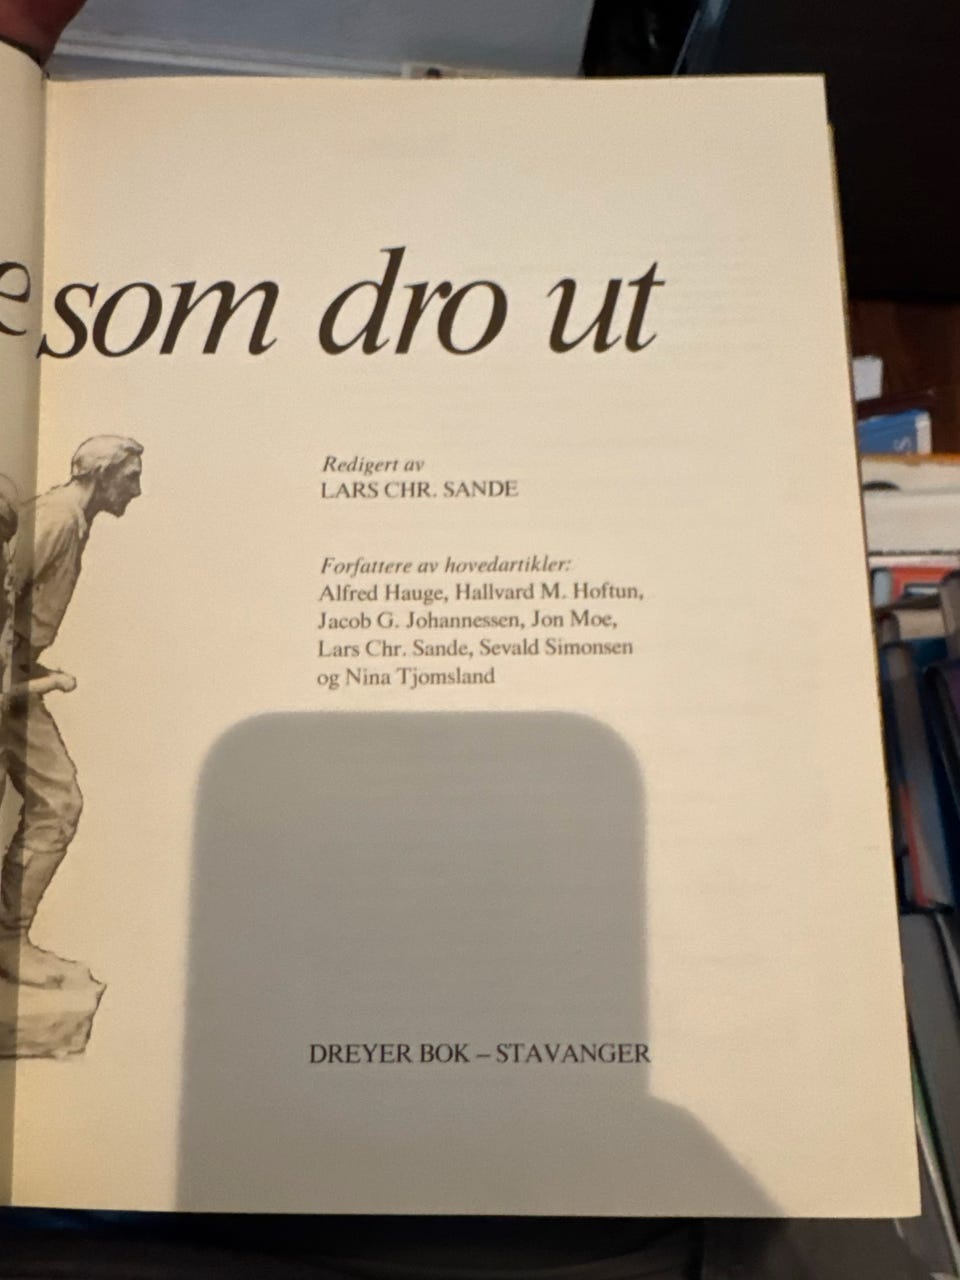 e som dro ut
Redigert av
LARS CHR. SANDE
Forfattere av hovedartikler:
Alfred Hauge, Hallvard M. Hoftun,
Jacob G. Johannessen, Jon Moe,
Lars Chr. Sande, Sevald Simonsen
og Nina Tjomsland
DREYER BOK – STAVANGER